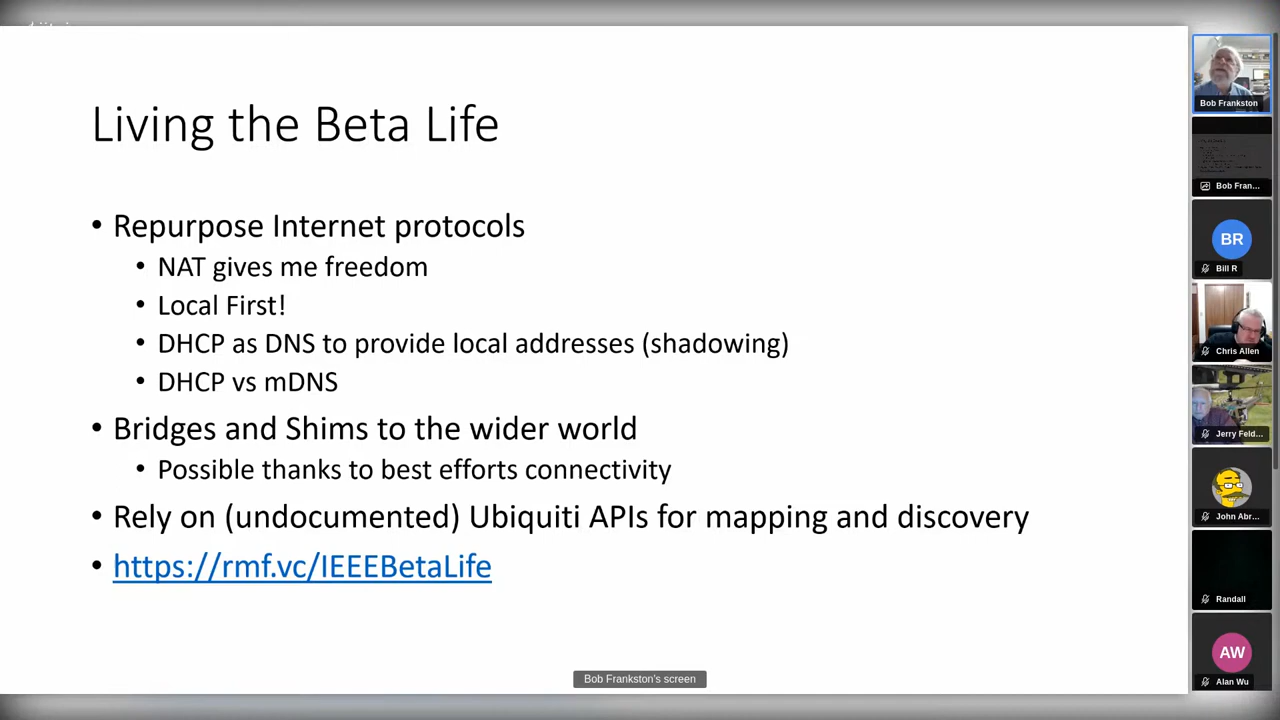 Living the Beta Life
• Repurpose Internet protocols
• NAT gives me freedom
• Local First!
• DHCP as DNS to provide local addresses (shadowing)
• DHCP vs mDNS
• Bridges and Shims to the wider world
• Possible thanks to best efforts connectivity
• Rely on (undocumented) Ubiquiti APIs for mapping and discovery
• https://rmf.vc/IEEEBetaLife
Bob Frankston's screen
Bob Frankston
Bob Fran...
BR
Bill R
Chris Allen
Jerry Feld...
John Abr...
Randall
AW
Alan Wu